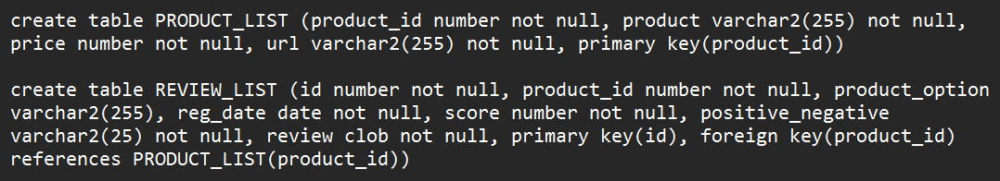 create table PRODUCT_LIST (product_id number not null, product varchar2(255) not null,
price number not null, url varchar2(255) not null, primary key(product_id))
create table REVIEW_LIST (id number not null, product_id number not null, product_option
varchar2(255), reg_date date not null, score number not null, positive_negative
varchar2(25) not null, review clob not null, primary key(id), foreign key(product_id)
references PRODUCT_LIST(product_id))